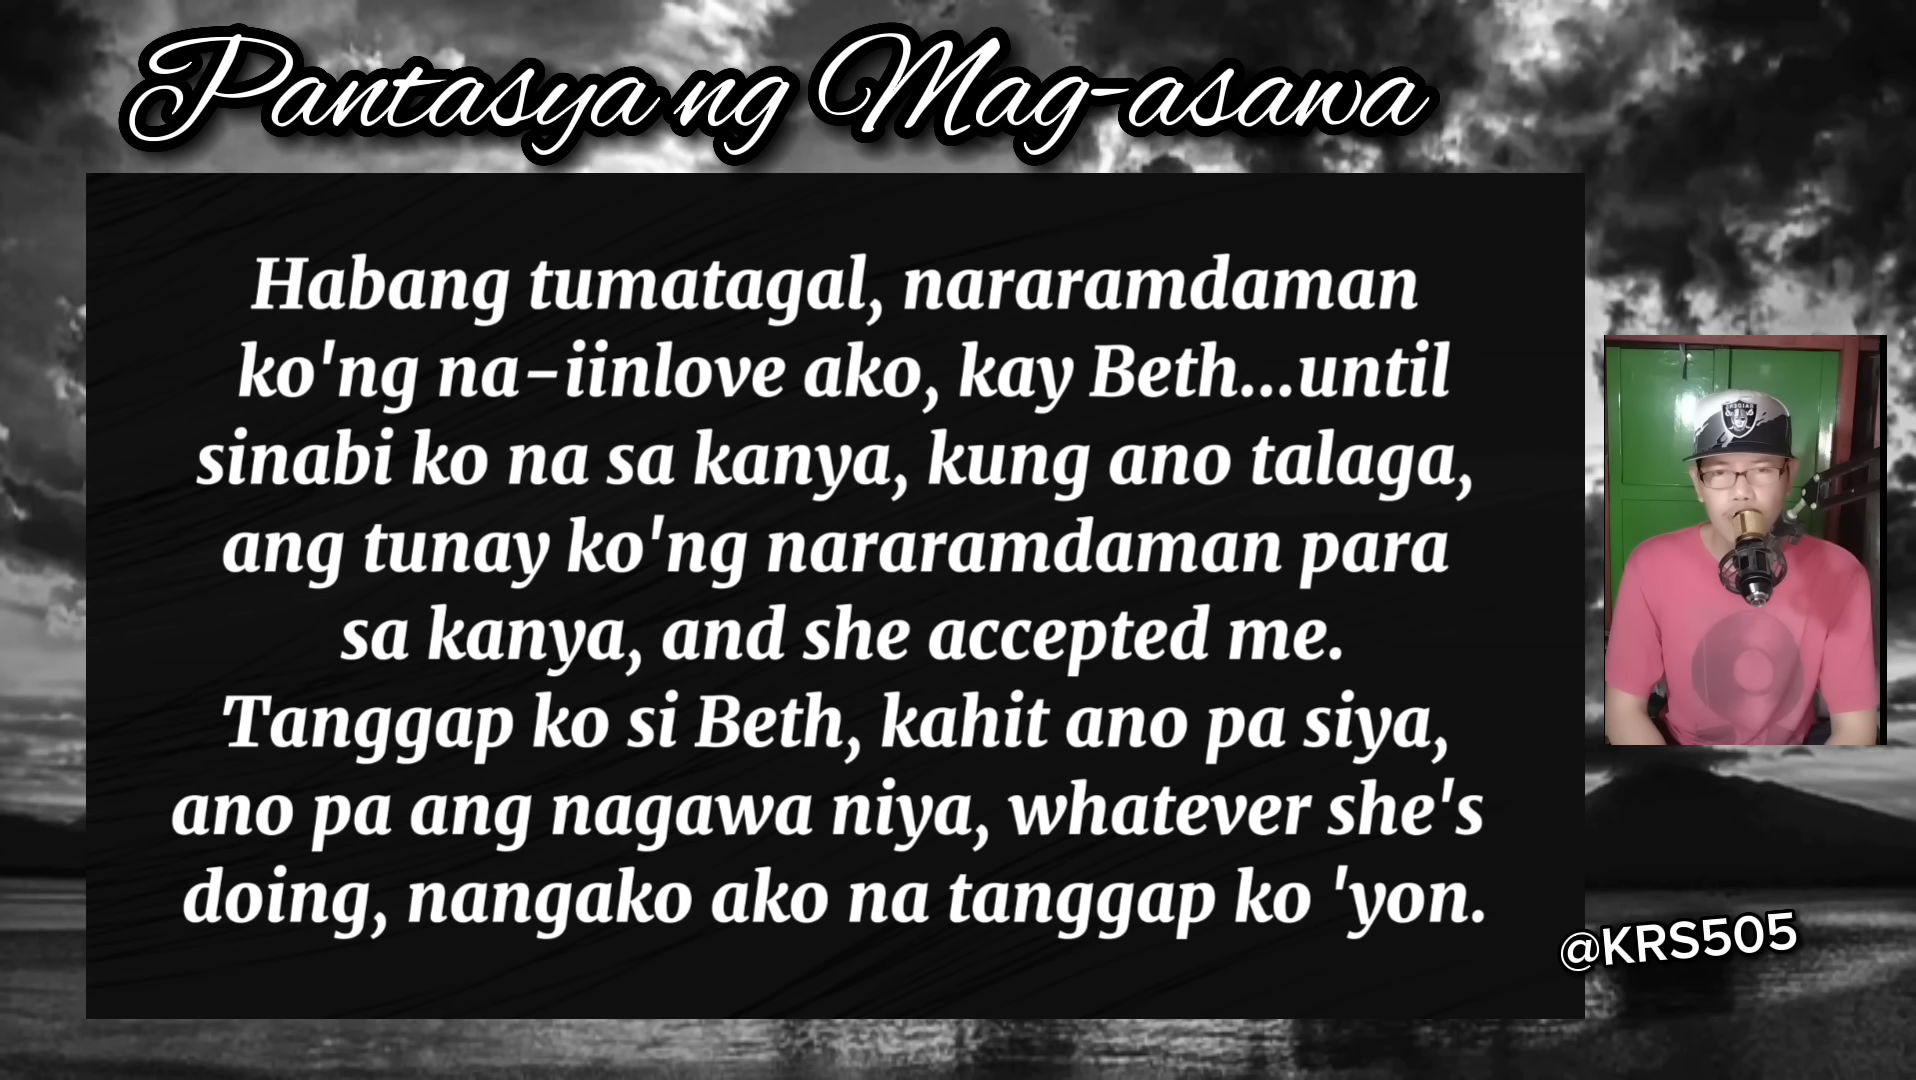 Pantasya ng Mag-asawa
Habang tumatagal, nararamdaman
ko'ng na-iinlove ako, kay Beth...until
sinabi ko na sa kanya, kung ano talaga,
ang tunay ko'ng nararamdaman para
sa kanya, and she accepted me.
Tanggap ko si Beth, kahit ano pa siya,
ano pa ang nagawa niya, whatever she's
doing, nangako ako na tanggap ko 'yon.
@KRS505